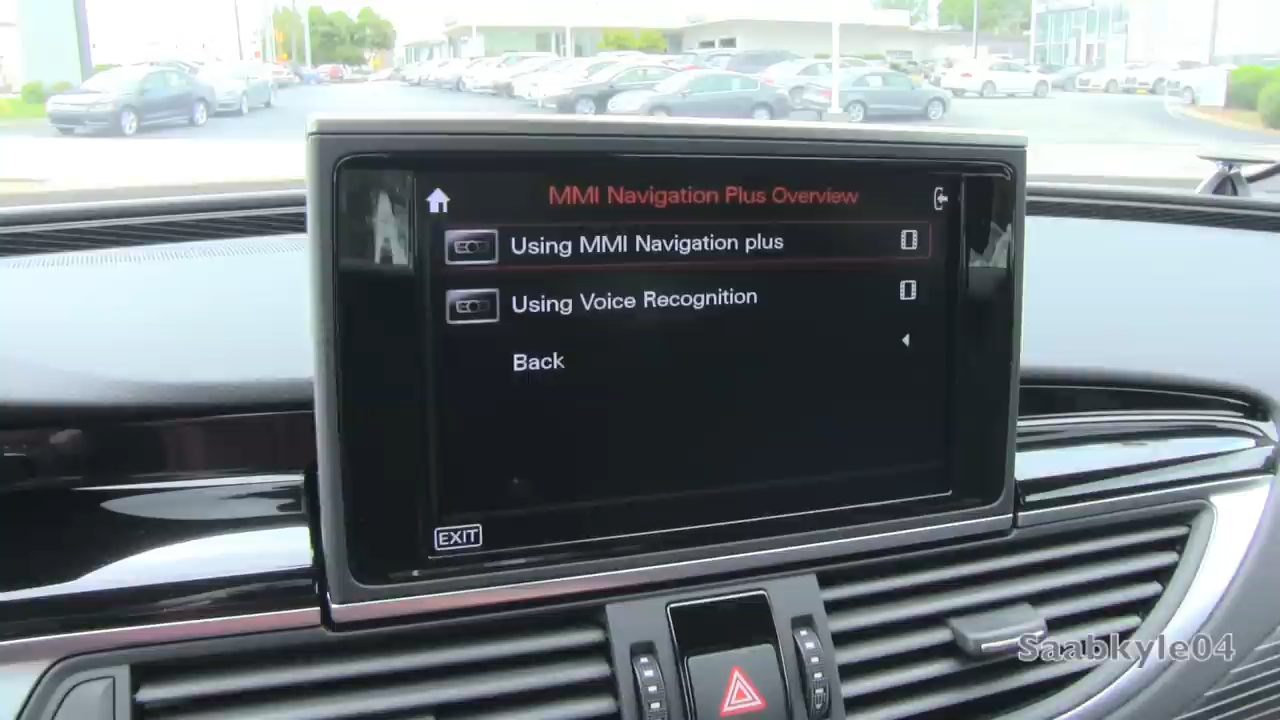 MMI Navigation Plus Overview
Using MMI Navigation plus
Using Voice Recognition
Back
EXIT
Saabkyle04